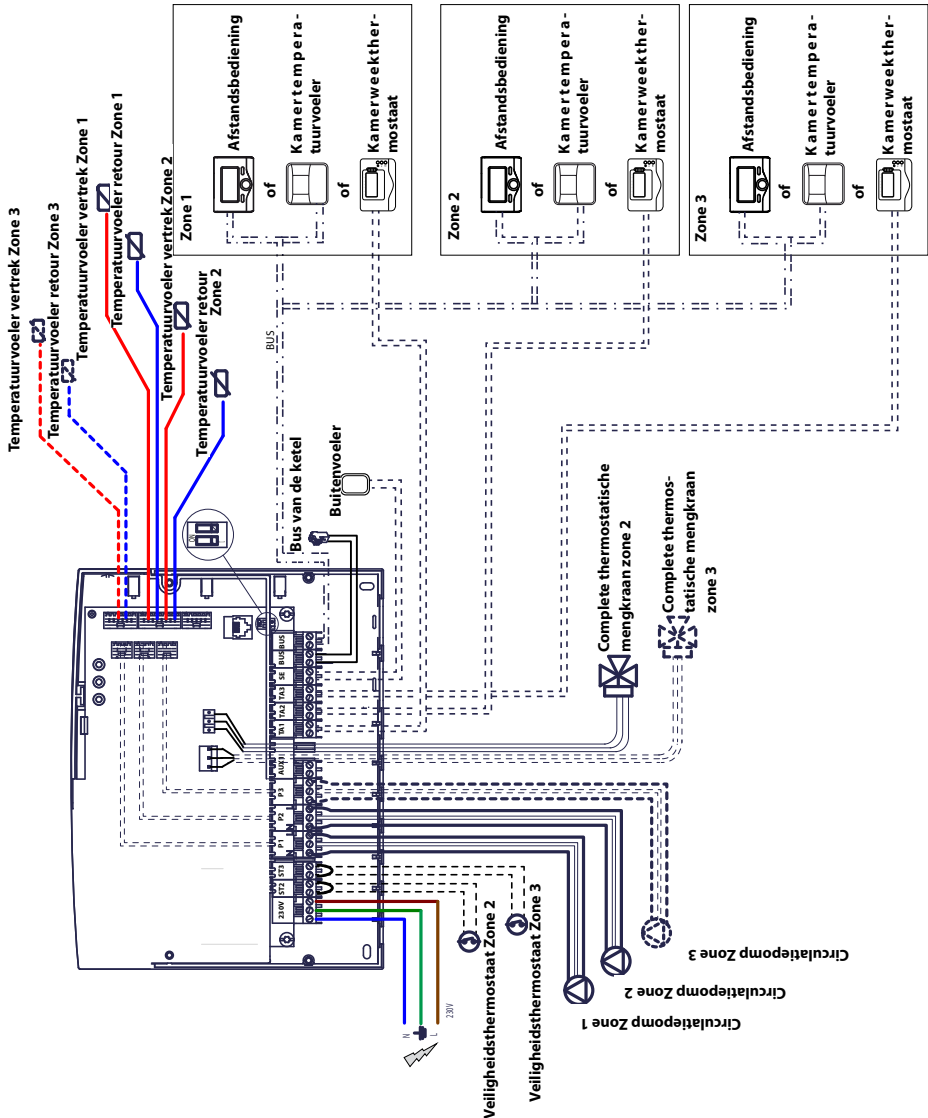 Temperatuurvoeler vertrek Zone 3
Temperatuurvoeler retour Zone 3
Temperatuurvoeler vertrek Zone 1
Temperatuurvoeler retour Zone 1
Temperatuurvoeler vertrek Zone 2
Temperatuurvoeler retour
Zone 2
Zone 1
Afstandsbediening
of
Kamertempera-
tuurvoeler
of
Kamerweekther-
mostaat
Zone 2
Afstandsbediening
of
Kamertempera-
tuurvoeler
of
Kamerweekther-
mostaat
Zone 3
Afstandsbediening
of
Kamertempera-
tuurvoeler
of
Kamerweekther-
mostaat
BUS
ON
Bus van de ketel
Buitenvoeler
Complete thermostatische
mengkraan zone 2
Complete thermos-
tatische mengkraan
zone 3
230V
ST2
ST3
P1
P2
P3
AUX1
TA1
TA2
TA3
SE
BUS
BUS
N
L
230V
Veiligheidsthermostaat Zone 2
Veiligheidsthermostaat Zone 3
Circulatiepomp Zone 1
Circulatiepomp Zone 2
Circulatiepomp Zone 3